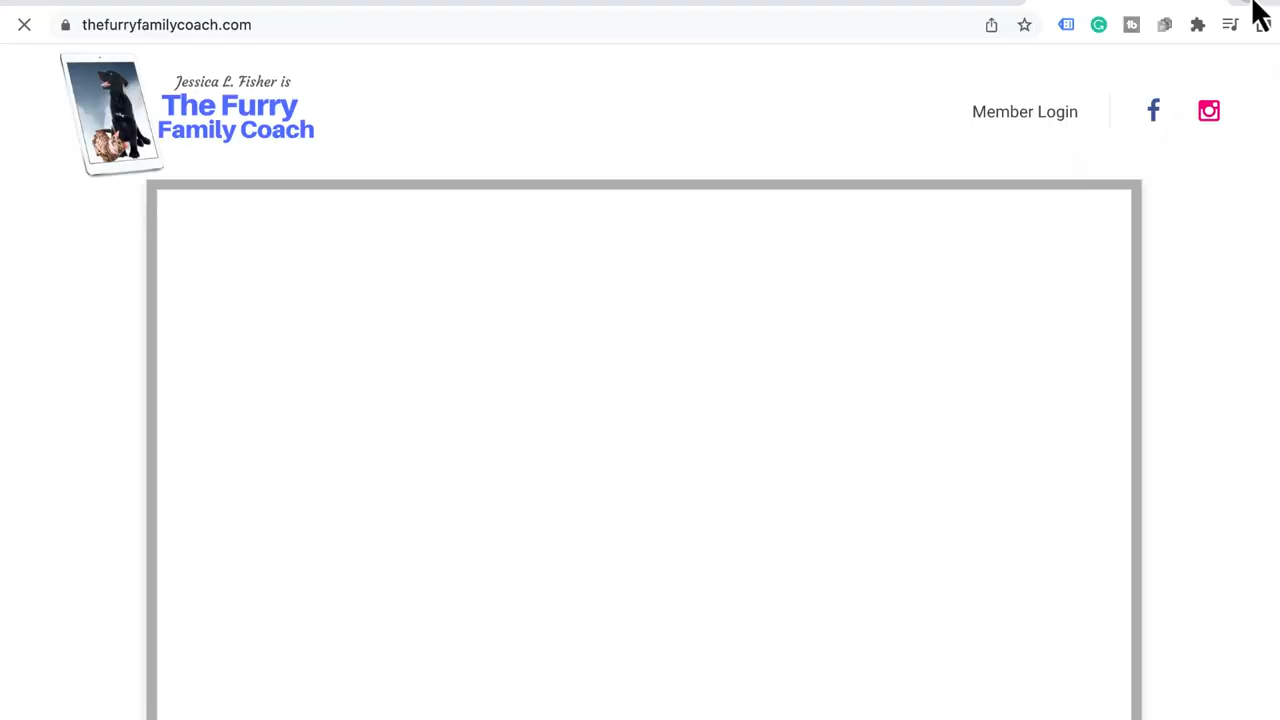 thefurryfamilycoach.com
Jessica L. Fisher is
The Furry
Family Coach
Member Login